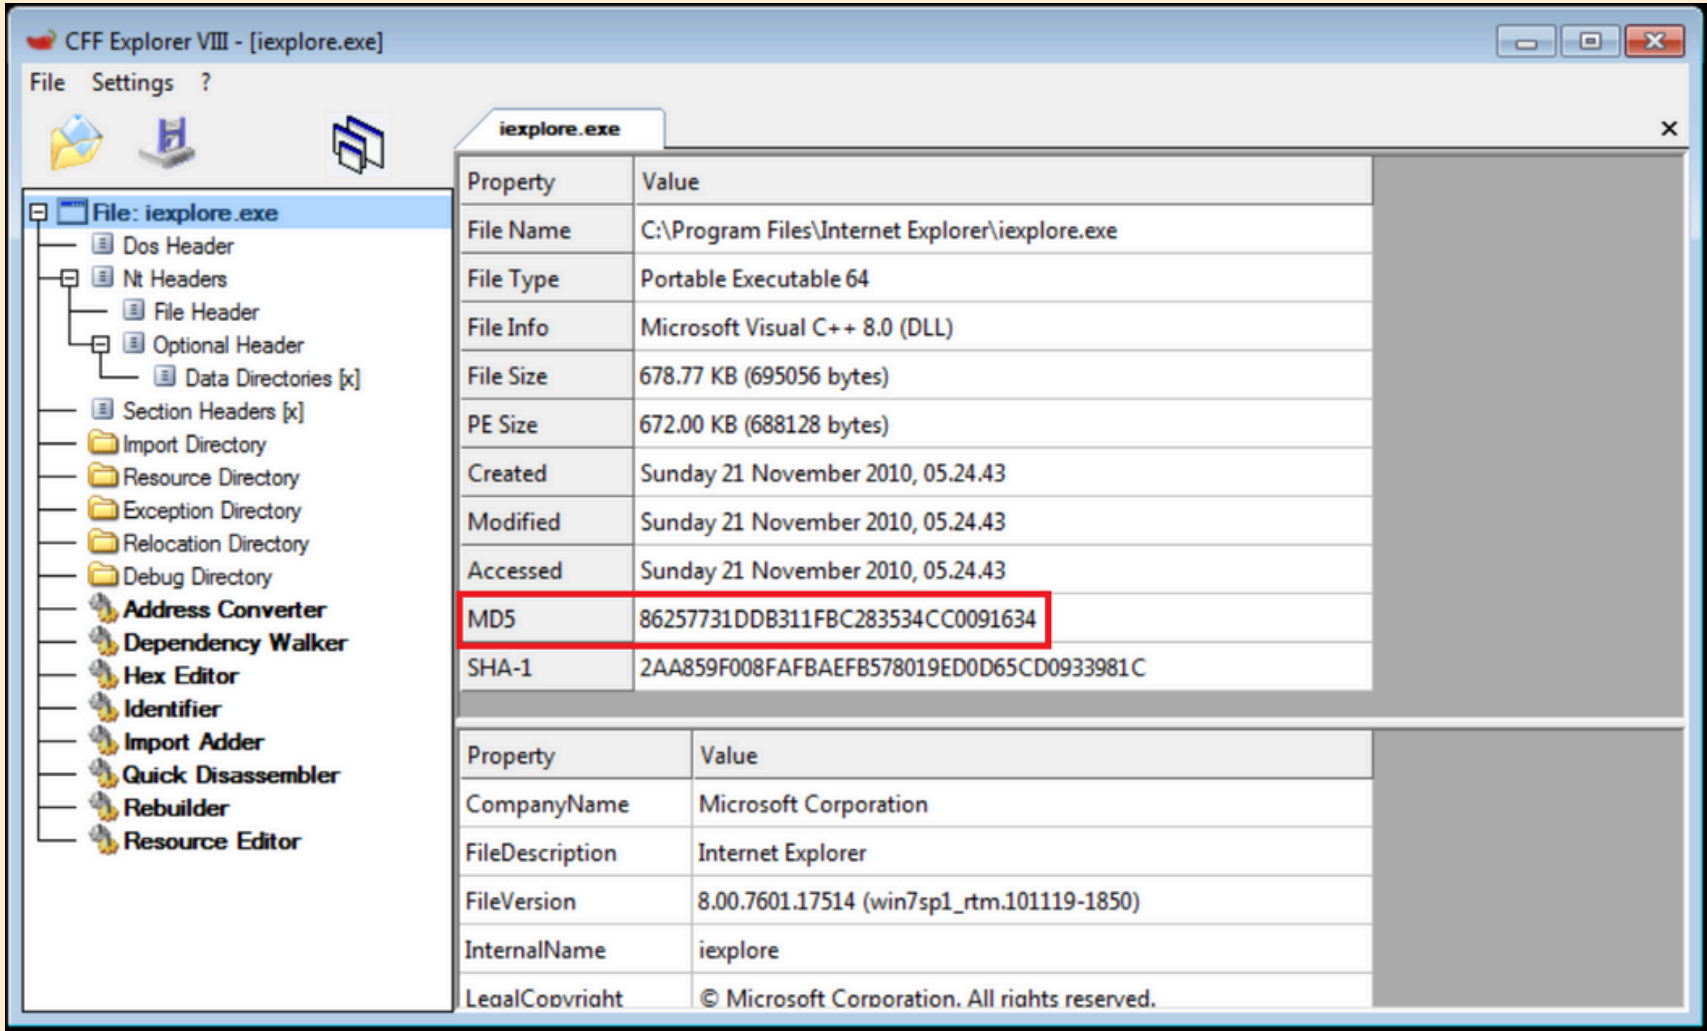 CFF Explorer VIII - [iexplore.exe]
File Settings ?
iexplore.exe
File: iexplore.exe
Dos Header
Nt Headers
File Header
Optional Header
Data Directories [x]
Section Headers [x]
Import Directory
Resource Directory
Exception Directory
Relocation Directory
Debug Directory
Address Converter
Dependency Walker
Hex Editor
Identifier
Import Adder
Quick Disassembler
Rebuilder
Resource Editor
Property Value
File Name C:\Program Files\Internet Explorer\iexplore.exe
File Type Portable Executable 64
File Info Microsoft Visual C++ 8.0 (DLL)
File Size 678.77 KB (695056 bytes)
PE Size 672.00 KB (688128 bytes)
Created Sunday 21 November 2010, 05.24.43
Modified Sunday 21 November 2010, 05.24.43
Accessed Sunday 21 November 2010, 05.24.43
MD5 86257731DDB311FBC283534CC0091634
SHA-1 2AA859F008FAFBAEFB578019ED0D65CD0933981C
Property Value
CompanyName Microsoft Corporation
FileDescription Internet Explorer
FileVersion 8.00.7601.17514 (win7sp1_rtm.101119-1850)
InternalName iexplore
LegalCopyright © Microsoft Corporation. All rights reserved.